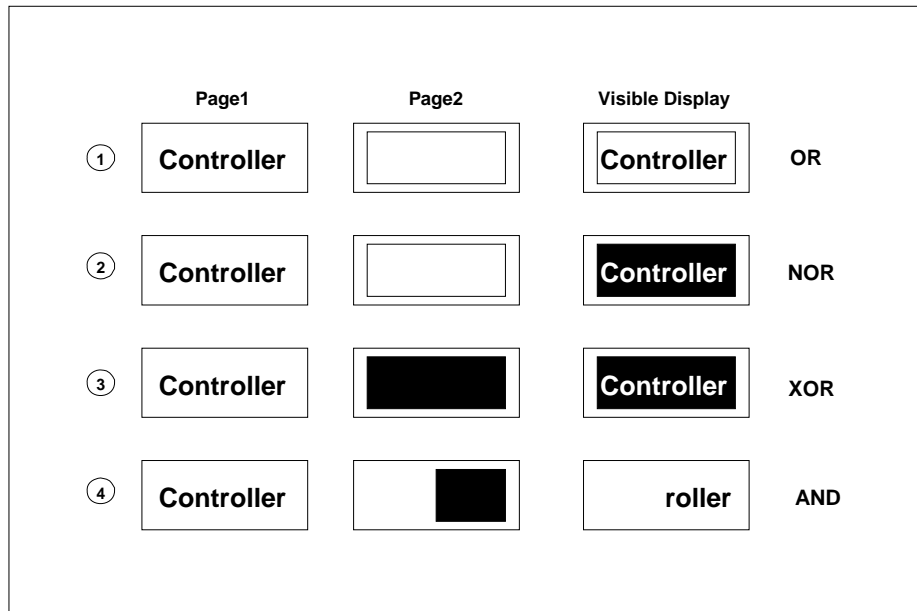 Page1 Page2 Visible Display
1 Controller Controller OR
2 Controller Controller NOR
3 Controller Controller XOR
4 Controller roller AND